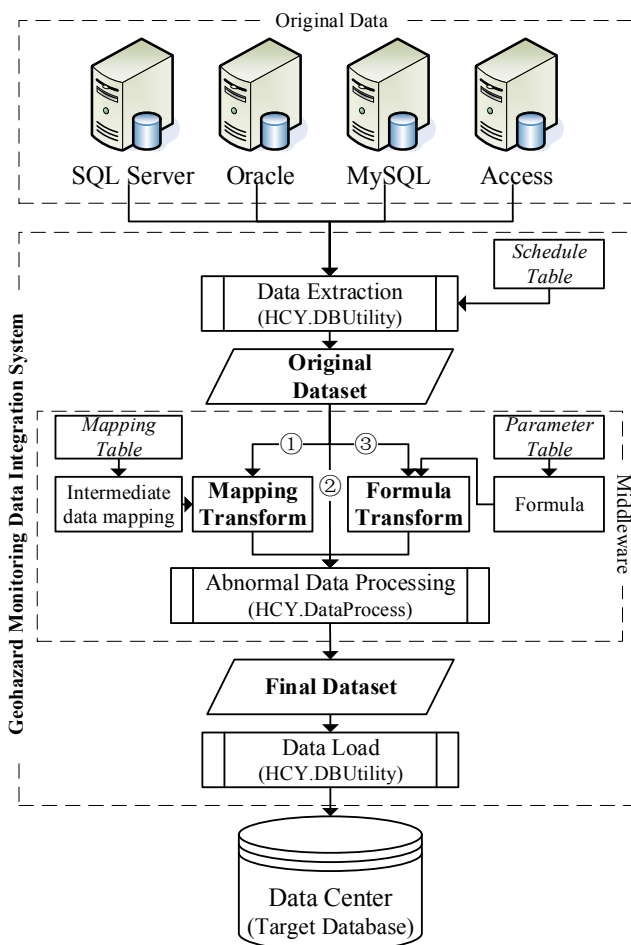 Original Data
SQL Server
Oracle
MySQL
Access
Geohazard Monitoring Data Integration System
Schedule
Table
Data Extraction
(HCY.DBUtility)
Original
Dataset
Mapping
Table
①
③
Parameter
Table
Middleware
Intermediate
data mapping
Mapping
Transform
②
Formula
Transform
Formula
Abnormal Data Processing
(HCY.DataProcess)
Final Dataset
Data Load
(HCY.DBUtility)
Data Center
(Target Database)